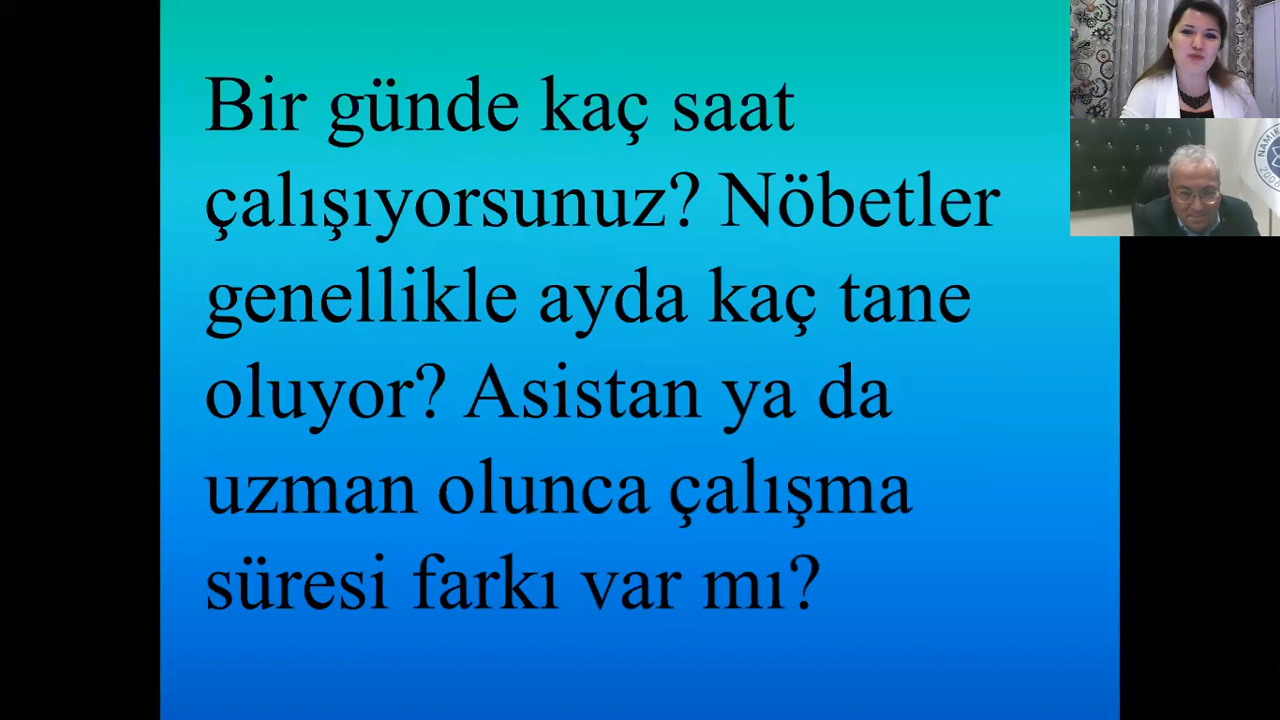 Bir günde kaç saat
çalışıyorsunuz? Nöbetler
genellikle ayda kaç tane
oluyor? Asistan ya da
uzman olunca çalışma
süresi farkı var mı?
NAMIK